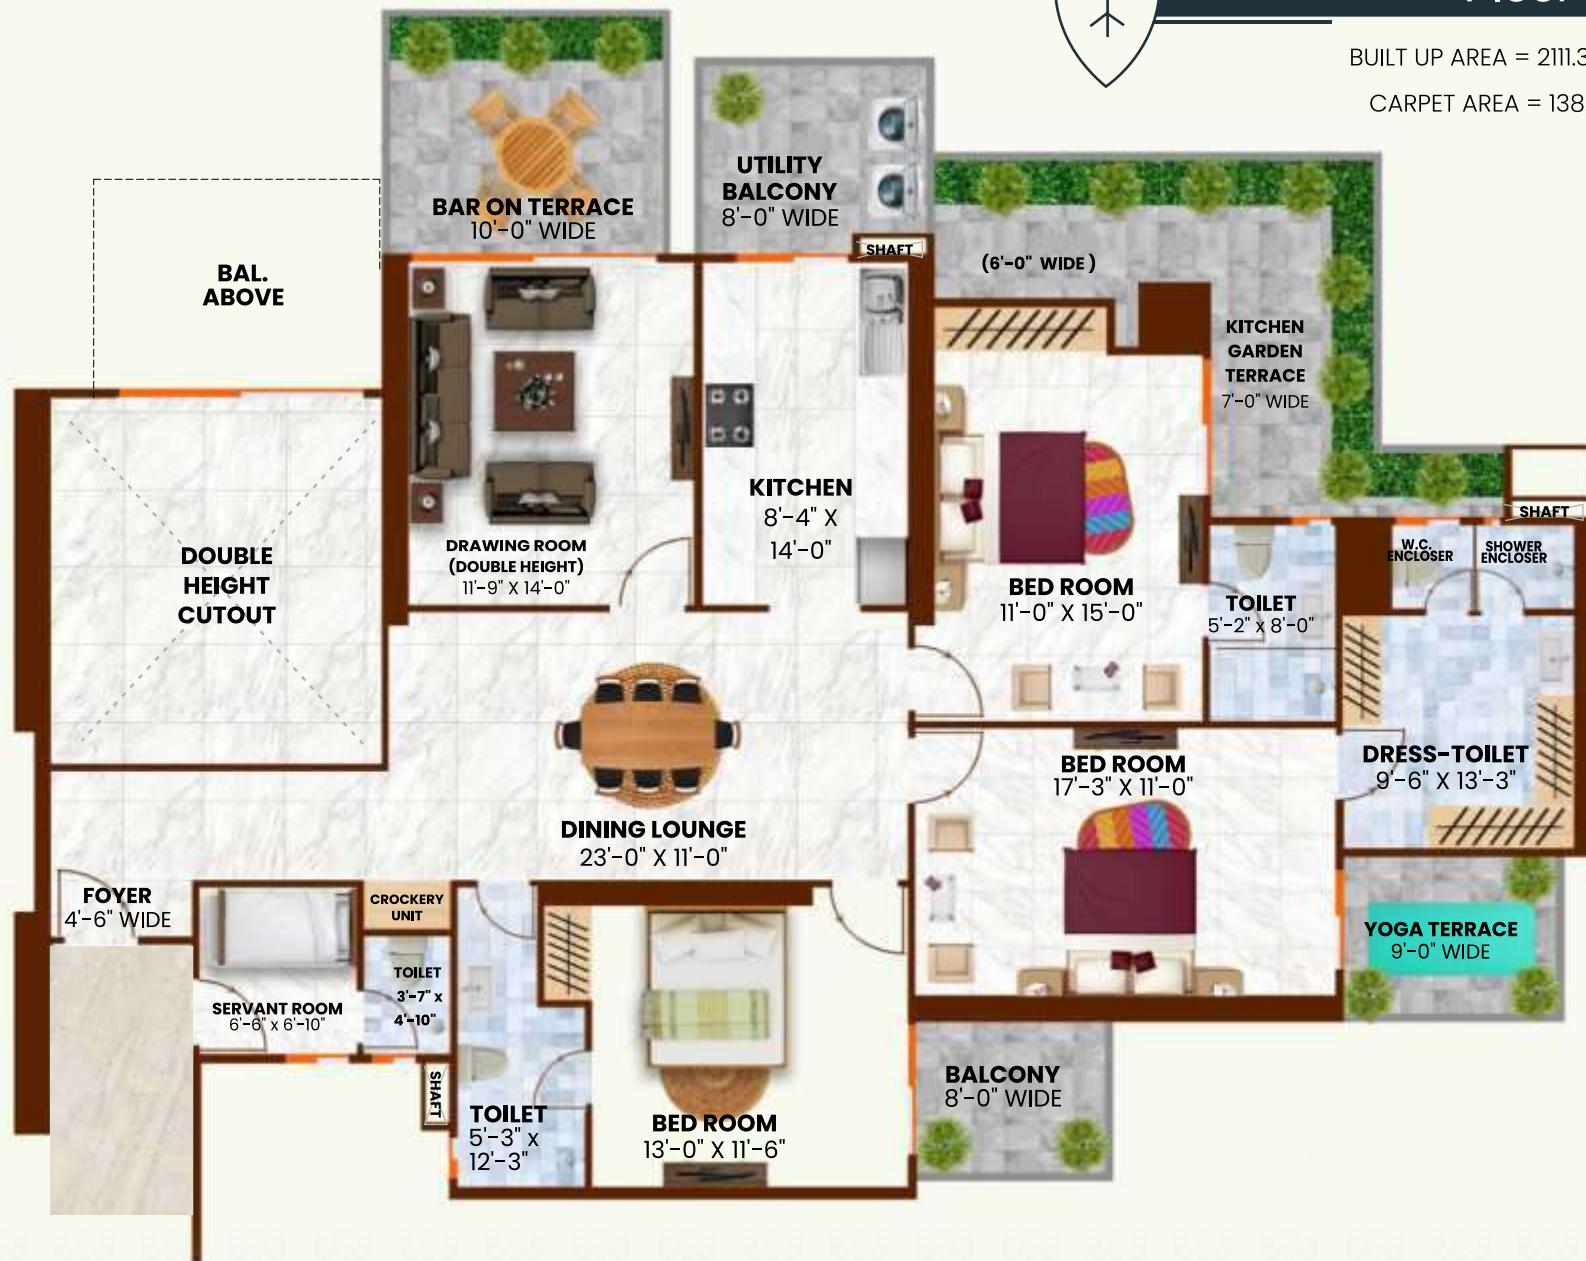 BUILT UP AREA = 2111.3
CARPET AREA = 138
BAR ON TERRACE
10'-0" WIDE
UTILITY
BALCONY
8'-0" WIDE
SHAFT
(6'-0" WIDE )
BAL.
ABOVE
KITCHEN
GARDEN
TERRACE
7'-0" WIDE
DOUBLE
HEIGHT
CUTOUT
DRAWING ROOM
(DOUBLE HEIGHT)
11'-9" X 14'-0"
KITCHEN
8'-4" X
14'-0"
BED ROOM
11'-0" X 15'-0"
TOILET
5'-2" x 8'-0"
W.C.
ENCLOSER
SHOWER
ENCLOSER
SHAFT
DRESS-TOILET
9'-6" X 13'-3"
BED ROOM
17'-3" X 11'-0"
DINING LOUNGE
23'-0" X 11'-0"
FOYER
4'-6" WIDE
CROCKERY
UNIT
YOGA TERRACE
9'-0" WIDE
SERVANT ROOM
6'-6" x 6'-10"
TOILET
3'-7" x
4'-10"
SHAFT
TOILET
5'-3" x
12'-3"
BED ROOM
13'-0" X 11'-6"
BALCONY
8'-0" WIDE